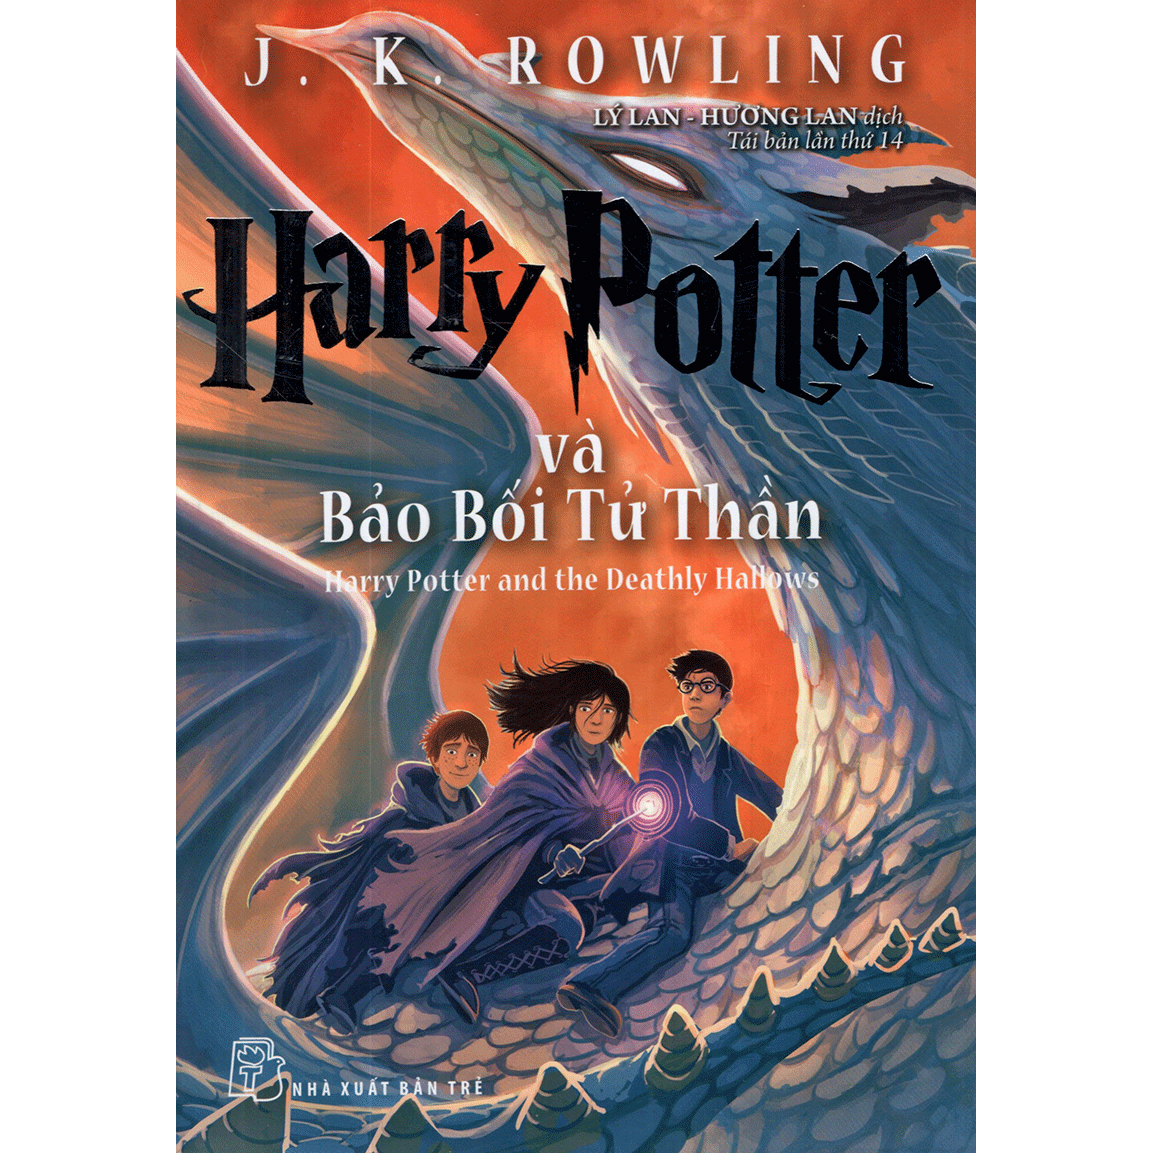 J. K. ROWLING
LÝ LAN - HƯƠNG LAN dịch
Tái bản lần thứ 14
Harry Potter
và
Bảo Bối Tử Thần
Harry Potter and the Deathly Hallows
NHÀ XUẤT BẢN TRẺ